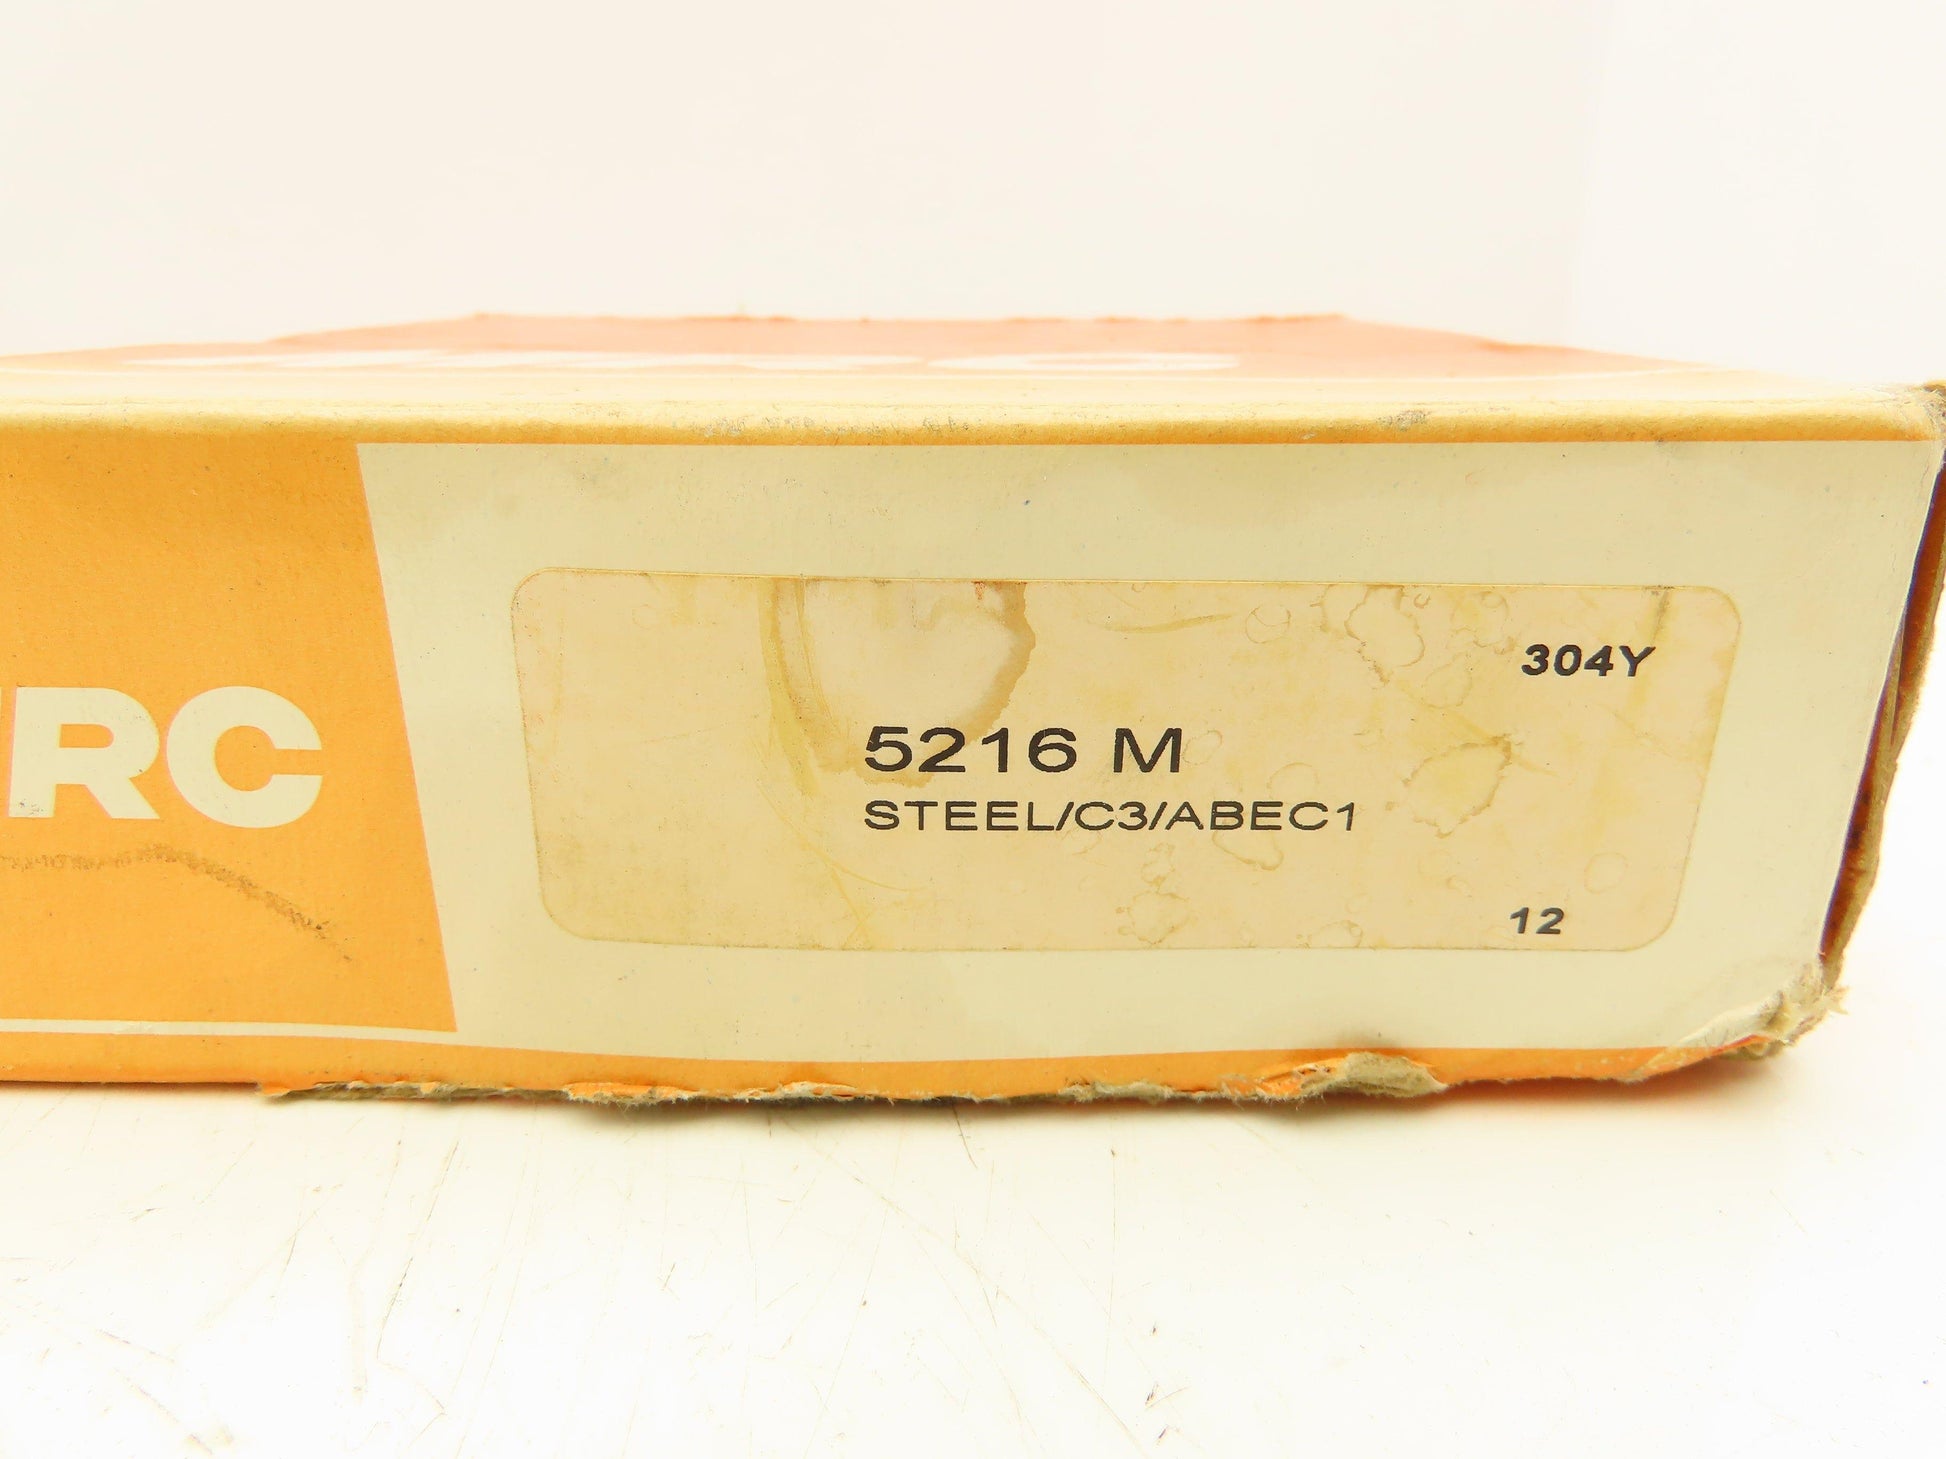 RC
304Y
5216 M
STEEL/C3/ABEC1
12